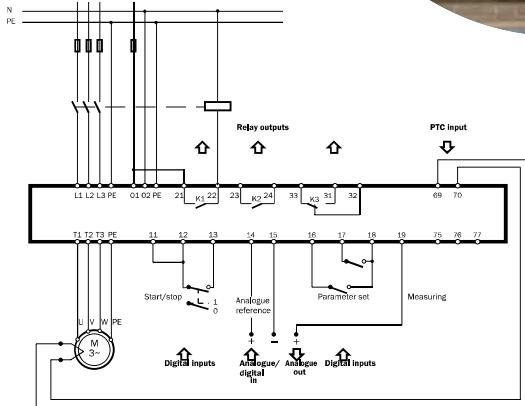 N
PE
Relay outputs
PTC input
L1 L2 L3 PE 01 02 PE 21 K1 22 23 K2 24 33 K3 31 32 69 70
T1 T2 T3 PE 11 12 13 14 15 16 17 18 19 75 76 77
Start/stop
1
0
Analogue
reference
Parameter set
Measuring
U V W PE
+ − +
M
3~
Digital inputs
Analogue/
digital
in
Analogue
out
Digital inputs